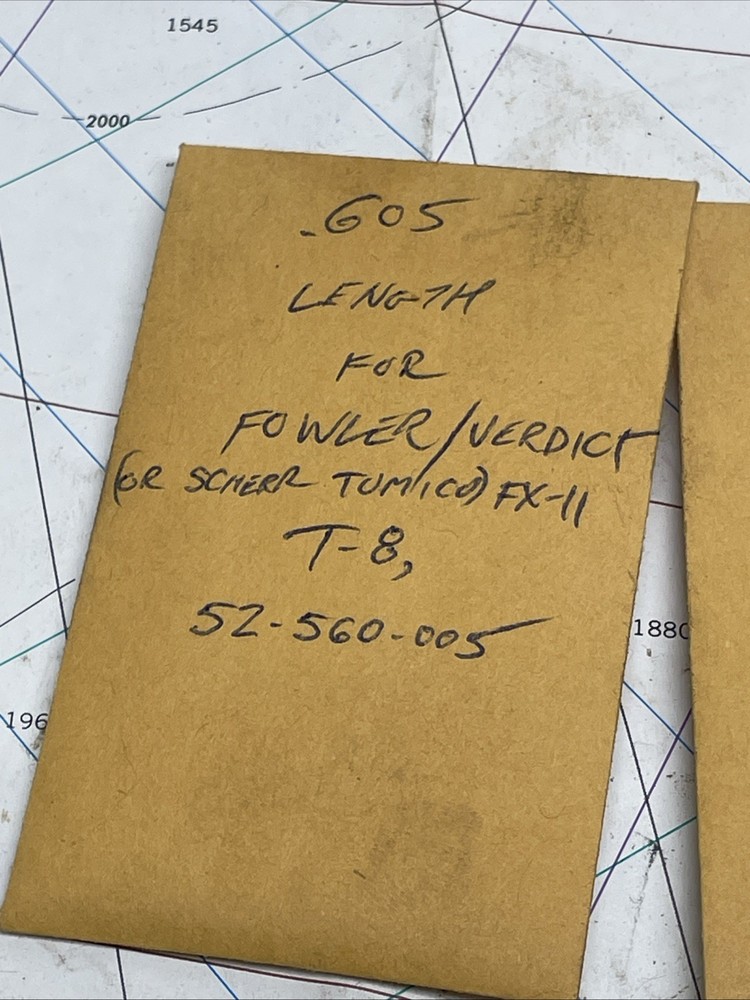 1545
2000
.605
LENGTH
FOR
FOWLER/VERDICT
(OR SCHERR TUMICO) FX-11
T-8,
52-560-005
1880
196